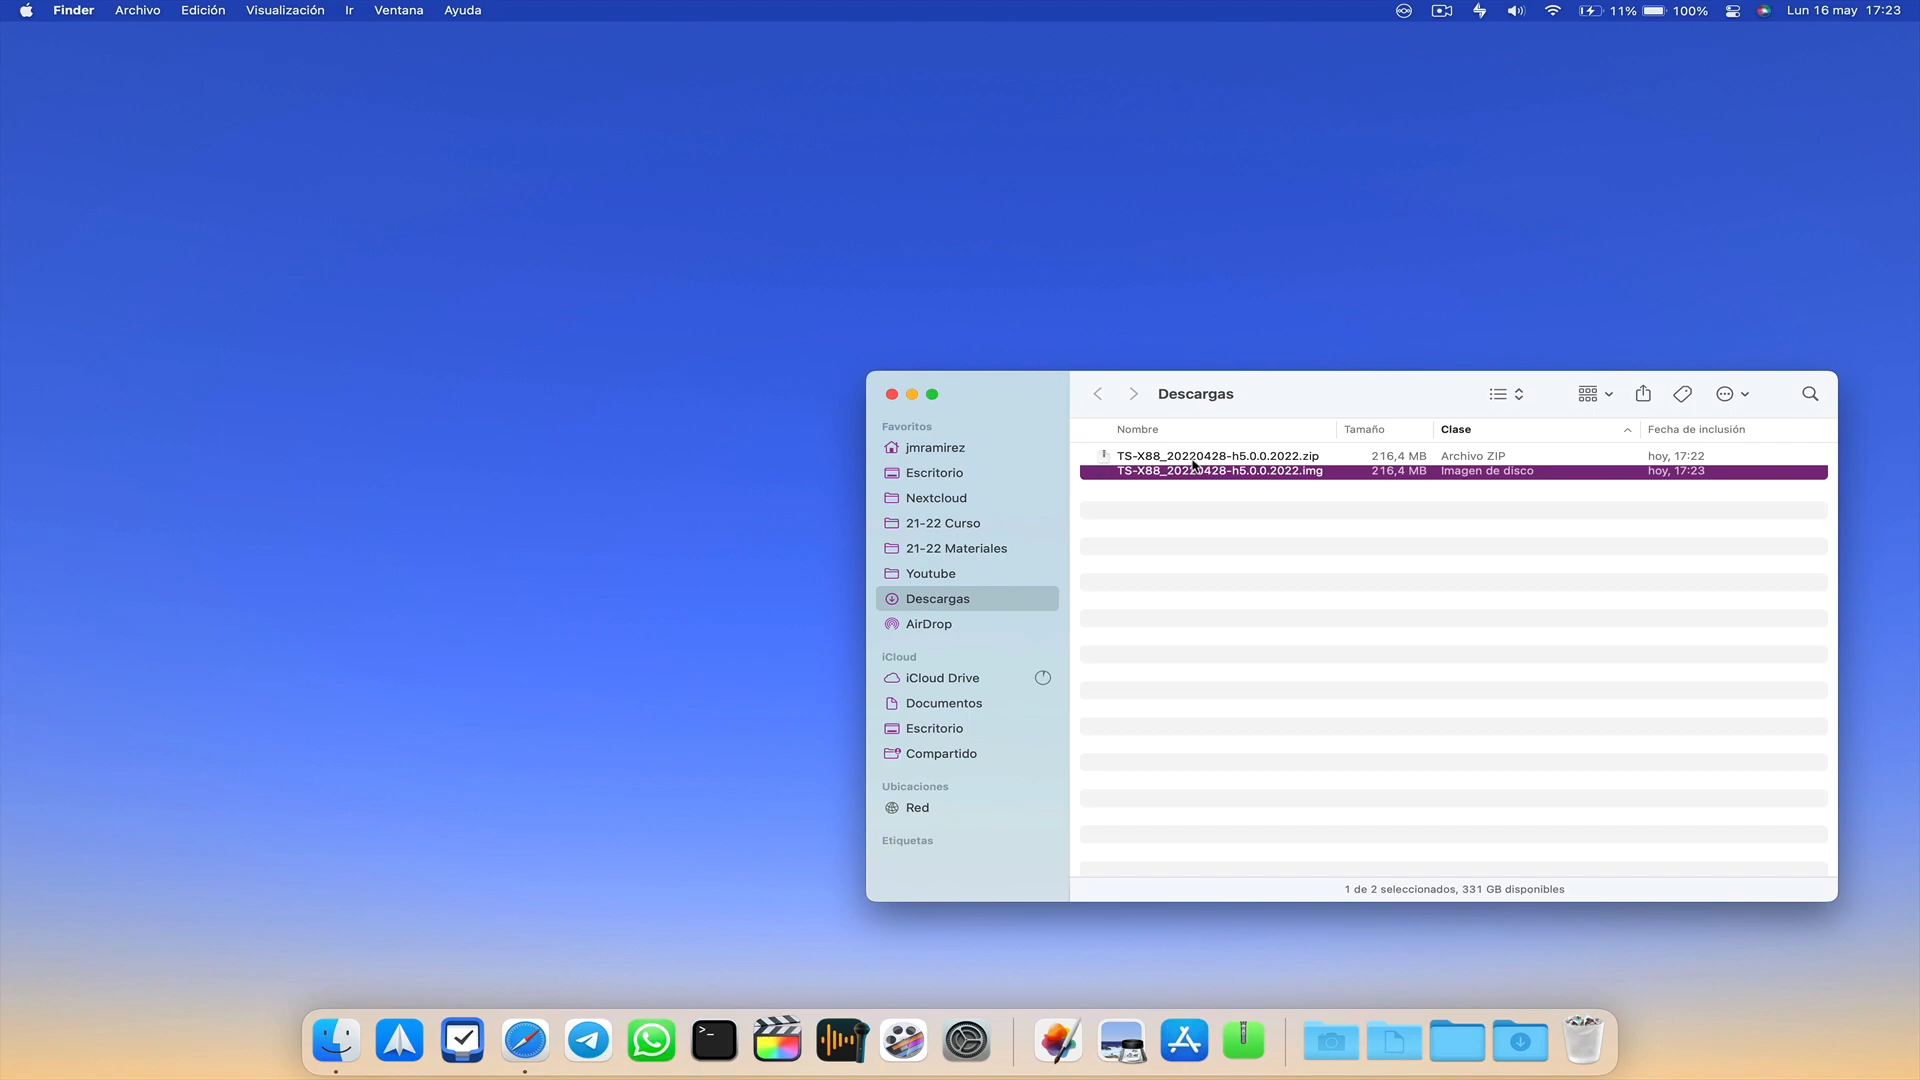 Finder Archivo Edición Visualización Ir Ventana Ayuda 11% 100% Lun 16 may 17:23
Descargas
Favoritos
jmramirez
Escritorio
Nextcloud
21-22 Curso
21-22 Materiales
Youtube
Descargas
AirDrop
iCloud
iCloud Drive
Documentos
Escritorio
Compartido
Ubicaciones
Red
Etiquetas
Nombre Tamaño Clase Fecha de inclusión
TS-X88_20220428-h5.0.0.2022.zip 216,4 MB Archivo ZIP hoy, 17:22
TS-X88_20220428-h5.0.0.2022.img 216,4 MB Imagen de disco hoy, 17:23
1 de 2 seleccionados, 331 GB disponibles
>_